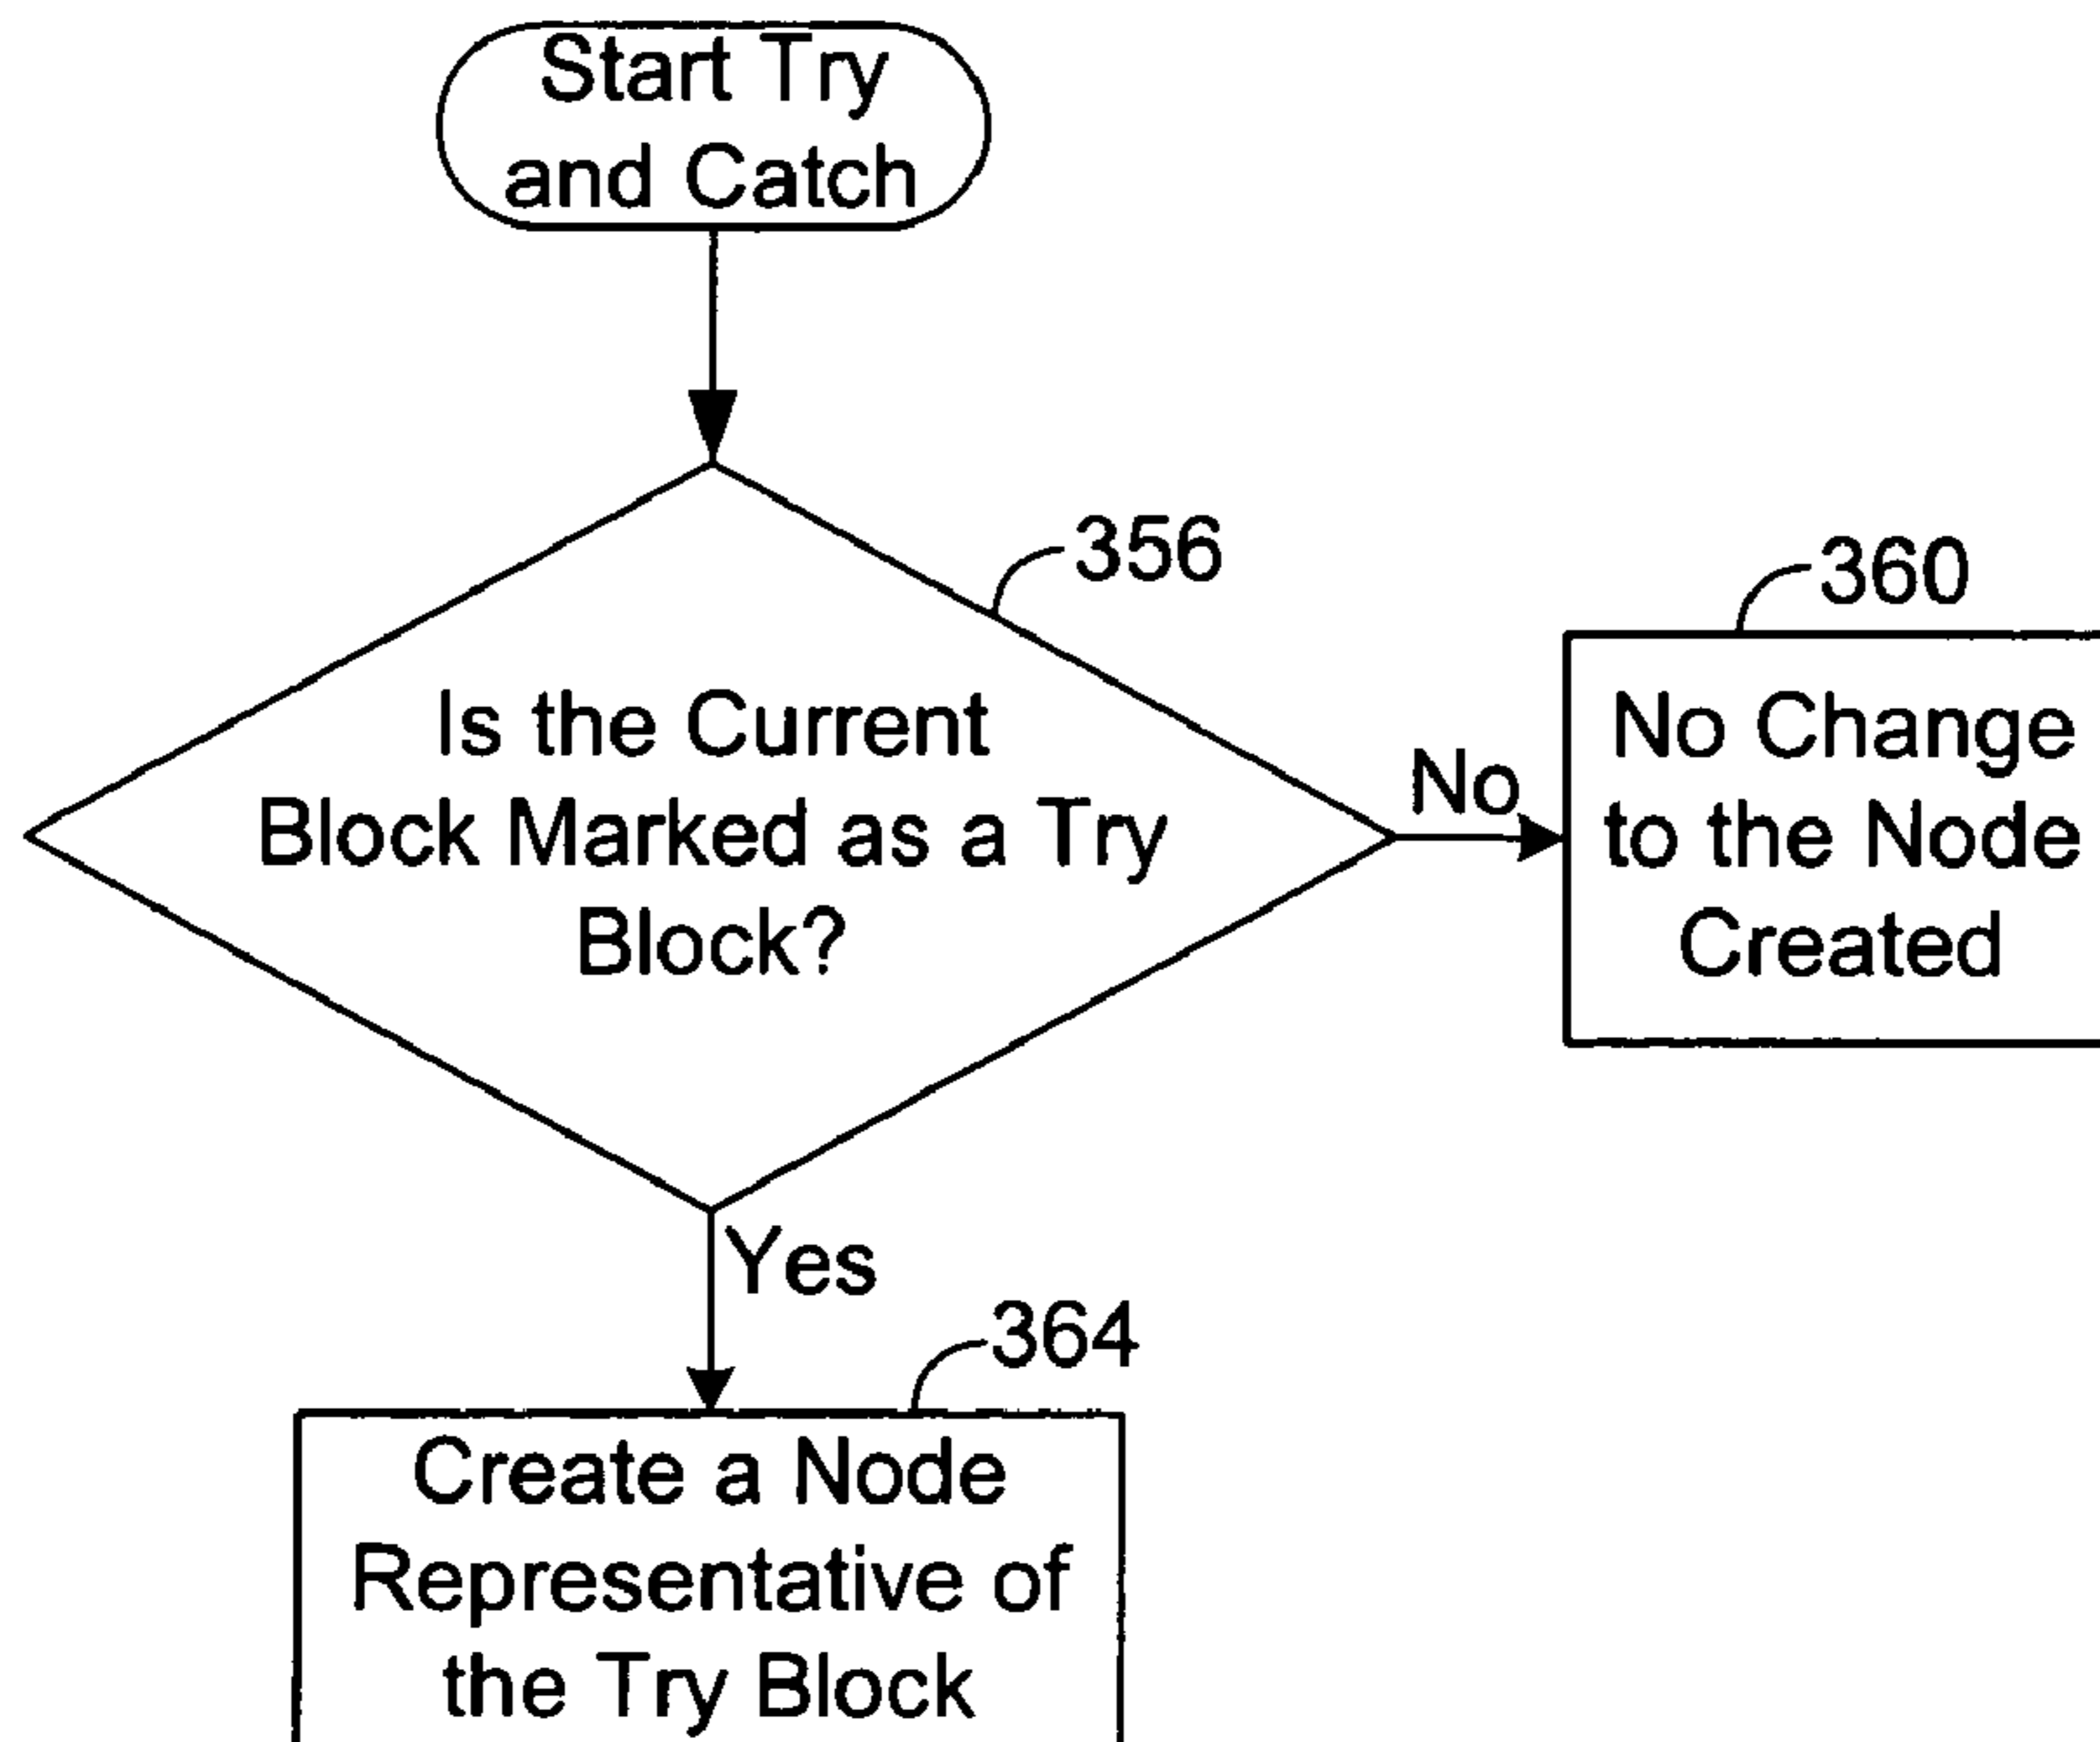 Start Try
and Catch
356
Is the Current
Block Marked as a Try
Block?
No
360
No Change
to the Node
Created
Yes
364
Create a Node
Representative of
the Try Block